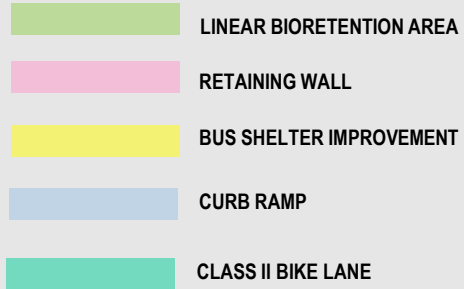 LINEAR BIORETENTION AREA
RETAINING WALL
BUS SHELTER IMPROVEMENT
CURB RAMP
CLASS II BIKE LANE